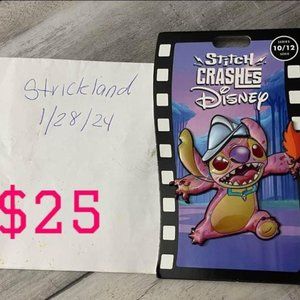 Strickland
1/28/24
$25
STITCH
CRASHES
Disney
SERIES
10/12